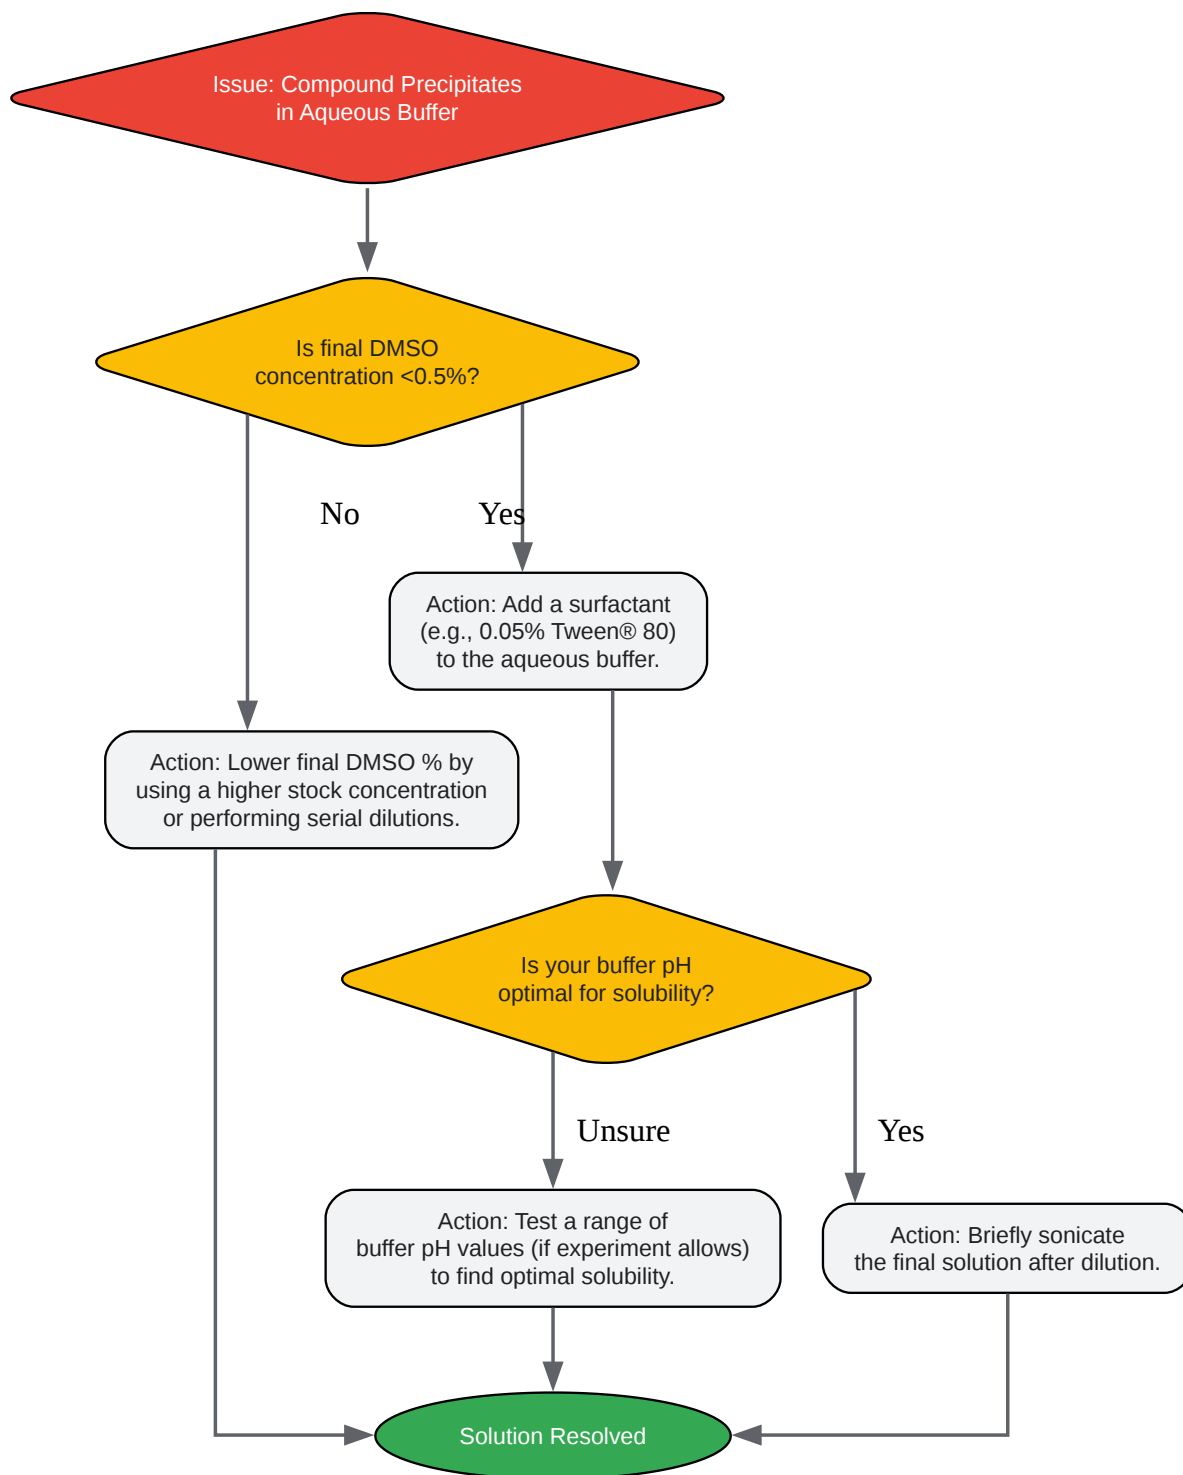 Issue: Compound Precipitates
in Aqueous Buffer
Is final DMSO
concentration <0.5%?
No
Yes
Action: Add a surfactant
(e.g., 0.05% Tween® 80)
to the aqueous buffer.
Action: Lower final DMSO % by
using a higher stock concentration
or performing serial dilutions.
Is your buffer pH
optimal for solubility?
Unsure
Yes
Action: Test a range of
buffer pH values (if experiment allows)
to find optimal solubility.
Action: Briefly sonicate
the final solution after dilution.
Solution Resolved